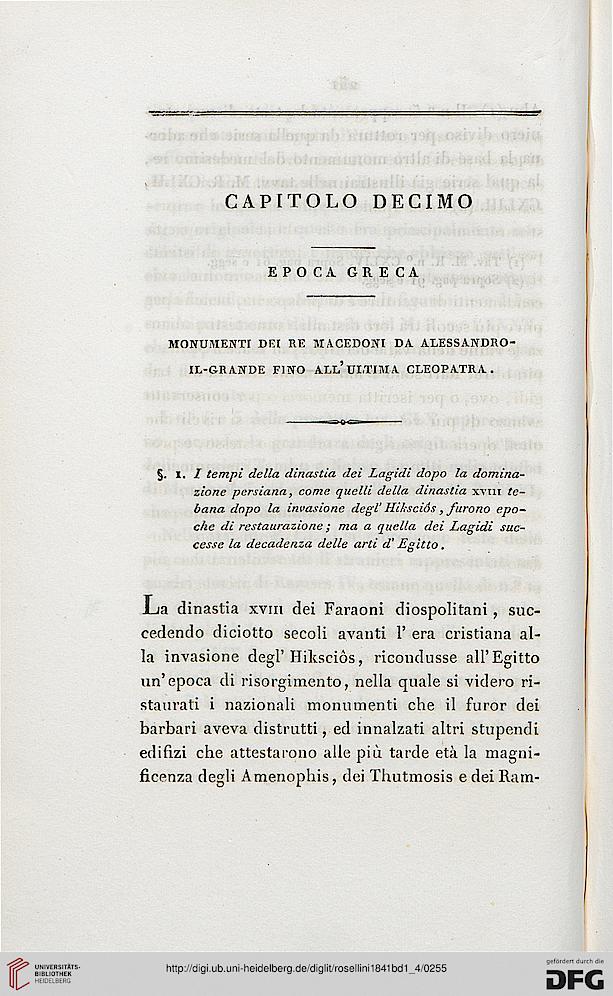 CAPITOLO DECIMO
EPOCA GRECA
MONUMENTI DEI RE MACEDONI DA ALESSANDRO-
IL-GRANDE FINO ALL'ULTIMA CLEOPATRA.
§. 1. I tempi della dinastia dei Lagidi dopo la domina-
zione persiana, come quelli della dinastia XVIII te-
bana dopo la invasione degl' Hiksciôs, furono epo-
che di restaurazione; ma a quella dei Lagidi suc-
cesse la decadenza delle arti d' Egitto.
La dinastia XVIII dei Faraoni diospolitani, suc-
cedendo diciotto secoli avanti l' era cristiana al-
la invasione degl' Hiksciôs, ricondusse all' Egitto
un' epoca di risorgimento, nella quale si videro ri-
staurati i nazionali monumenti che il furor dei
barbari aveva distrutti, ed innalzati altri stupendi
edifizi che attestarono alle più tarde età la magni-
ficenza degli Amenophis, dei Thutmosis e dei Ram-
UNIVERSITÄTS-
BIBLIOTHEK
HEIDELBERG
http://digi.ub.uni-heidelberg.de/diglit/rosellini1841bd1_4/0255
gefördert durch die
DFG